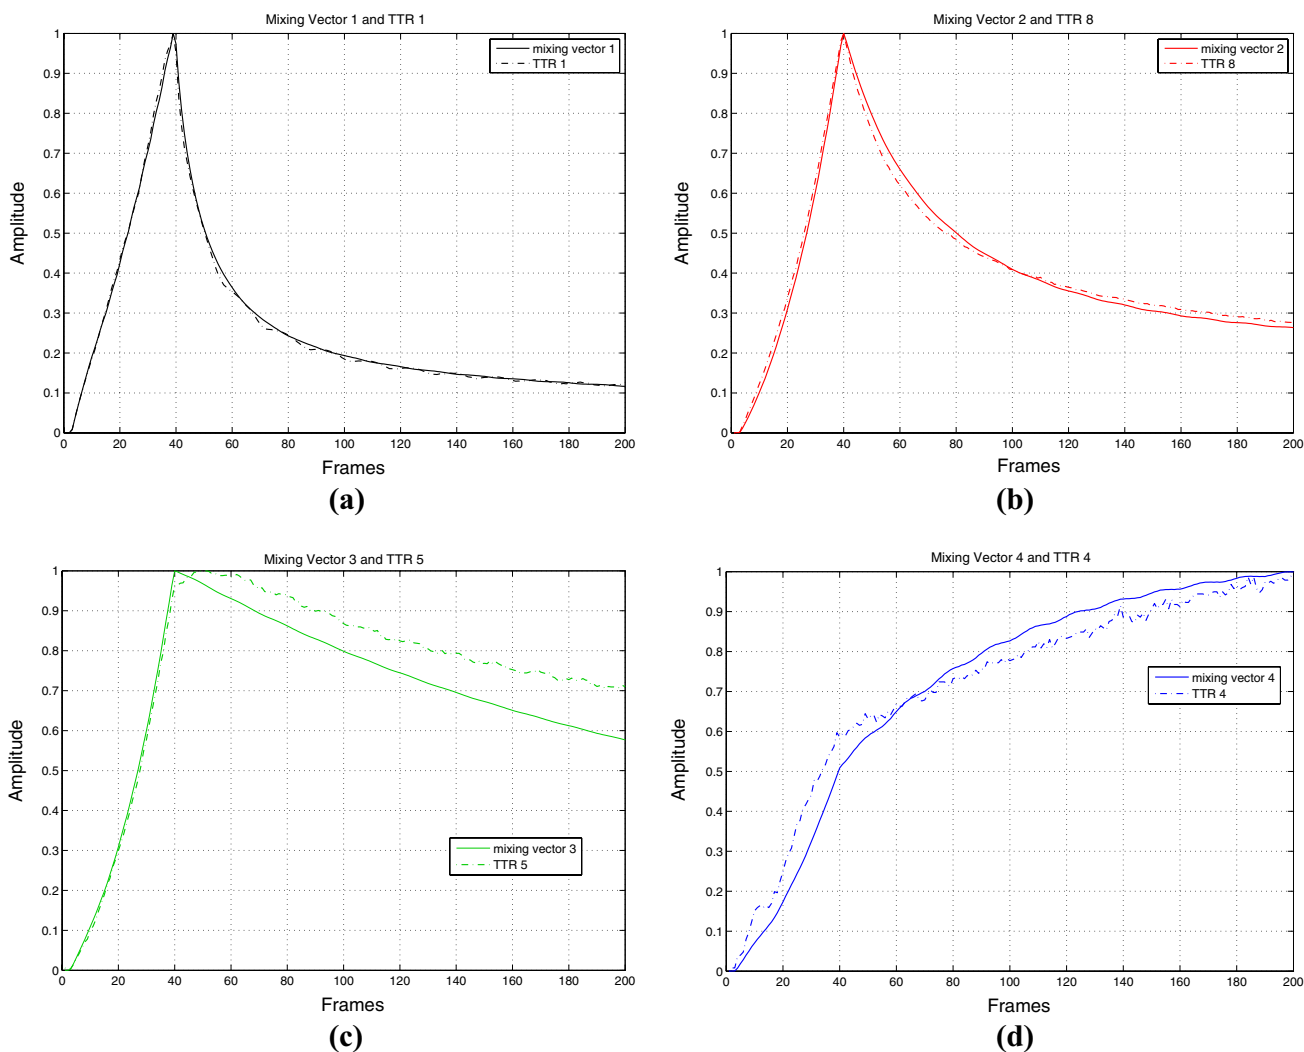 Mixing Vector 1 and TTR 1
1
0.9
0.8
0.7
0.6
0.5
0.4
0.3
0.2
0.1
0
Amplitude
mixing vector 1
TTR 1
0 20 40 60 80 100 120 140 160 180 200
Frames
(a)
Mixing Vector 2 and TTR 8
1
0.9
0.8
0.7
0.6
0.5
0.4
0.3
0.2
0.1
0
Amplitude
mixing vector 2
TTR 8
0 20 40 60 80 100 120 140 160 180 200
Frames
(b)
Mixing Vector 3 and TTR 5
1
0.9
0.8
0.7
0.6
0.5
0.4
0.3
0.2
0.1
0
Amplitude
mixing vector 3
TTR 5
0 20 40 60 80 100 120 140 160 180 200
Frames
(c)
Mixing Vector 4 and TTR 4
1
0.9
0.8
0.7
0.6
0.5
0.4
0.3
0.2
0.1
0
Amplitude
mixing vector 4
TTR 4
0 20 40 60 80 100 120 140 160 180 200
Frames
(d)